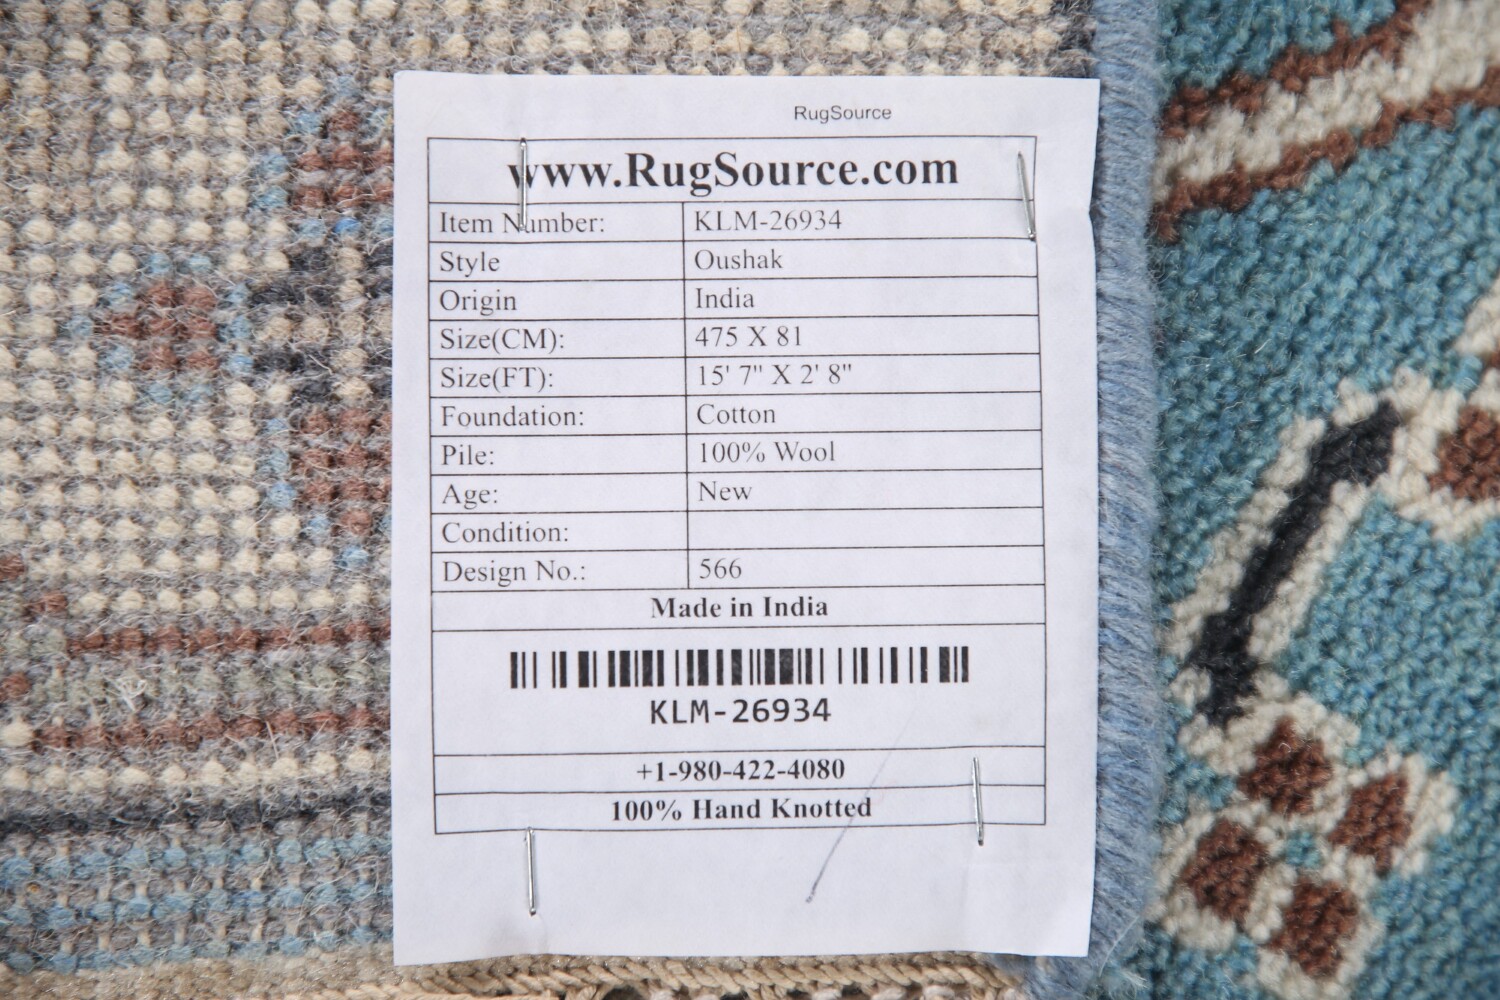 RugSource
www.RugSource.com
Item Number: KLM-26934
Style Oushak
Origin India
Size(CM): 475 X 81
Size(FT): 15' 7" X 2' 8"
Foundation: Cotton
Pile: 100% Wool
Age: New
Condition:
Design No.: 566
Made in India
KLM-26934
+1-980-422-4080
100% Hand Knotted